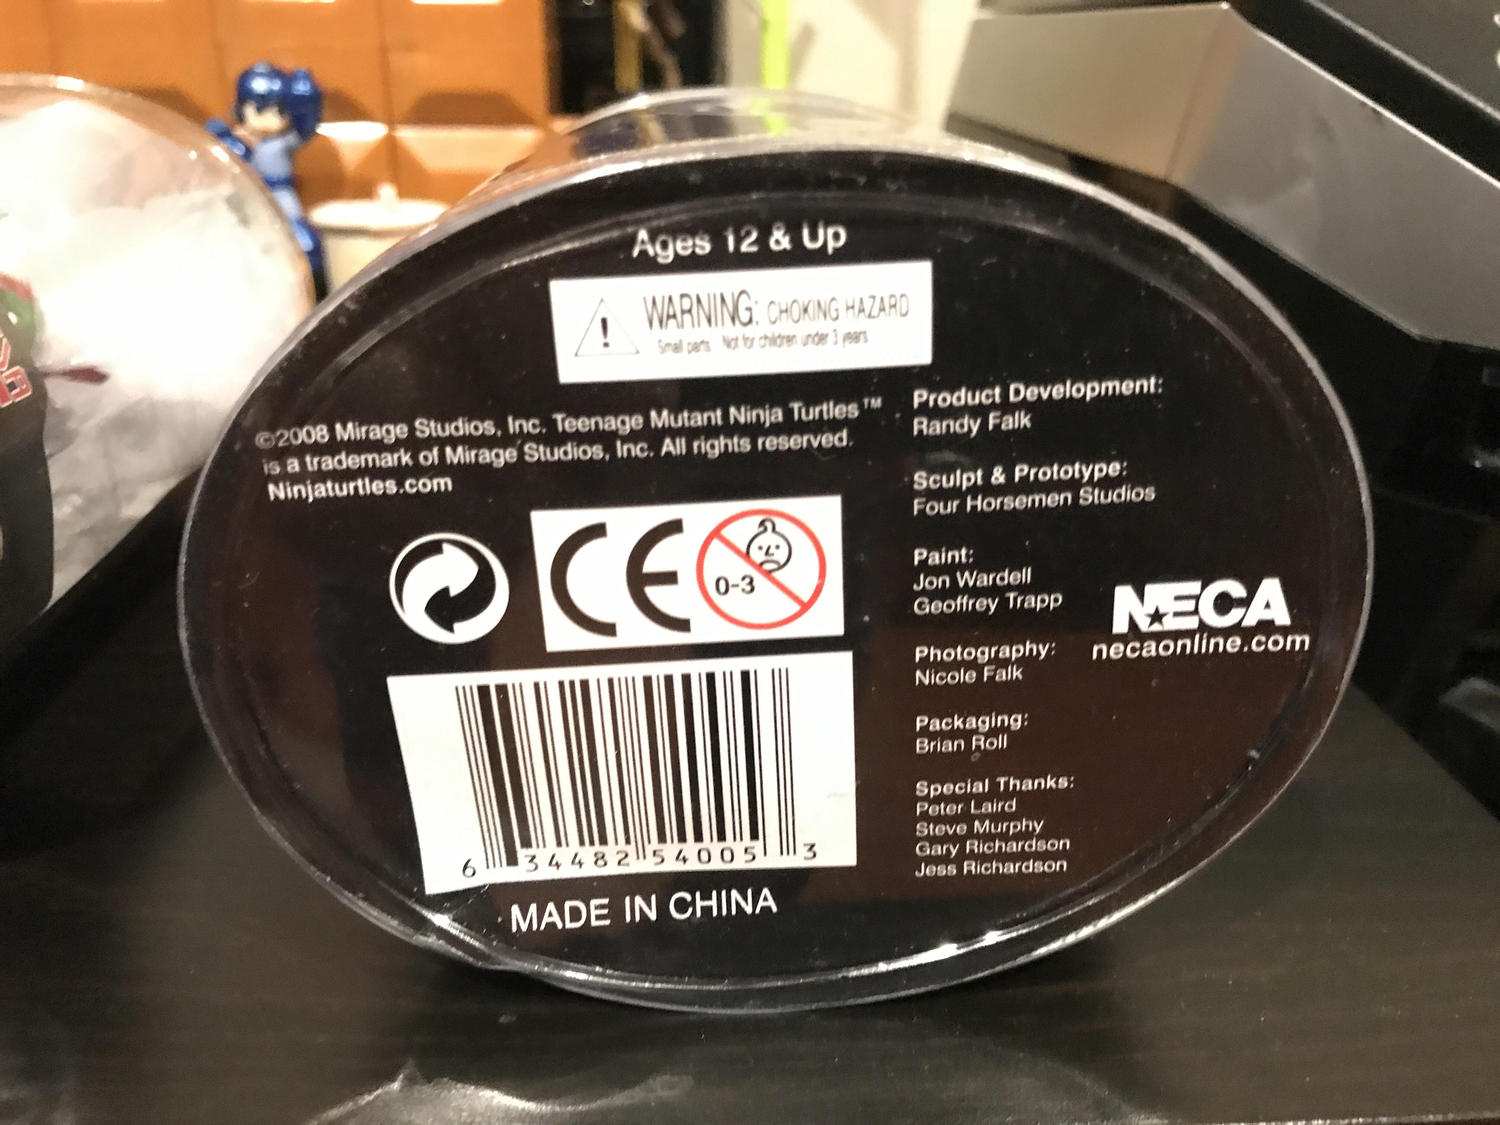 Ages 12 & Up
WARNING: CHOKING HAZARD
Small parts Not for children under 3 years
©2008 Mirage Studios, Inc. Teenage Mutant Ninja Turtles™
is a trademark of Mirage Studios, Inc. All rights reserved.
Ninjaturtles.com
CE
0-3
6 34482 54005 3
MADE IN CHINA
Product Development:
Randy Falk
Sculpt & Prototype:
Four Horsemen Studios
Paint:
Jon Wardell
Geoffrey Trapp
Photography:
Nicole Falk
Packaging:
Brian Roll
Special Thanks:
Peter Laird
Steve Murphy
Gary Richardson
Jess Richardson
NECA
necaonline.com